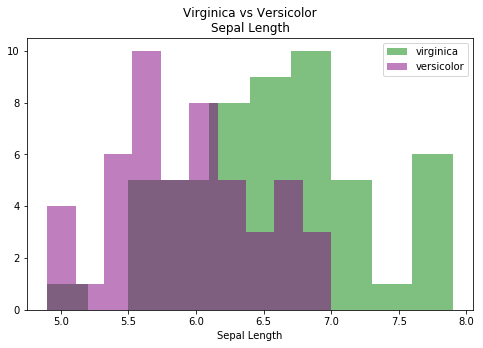 Virginica vs Versicolor
Sepal Length
10
8
6
4
2
0
virginica
versicolor
5.0 5.5 6.0 6.5 7.0 7.5 8.0
Sepal Length